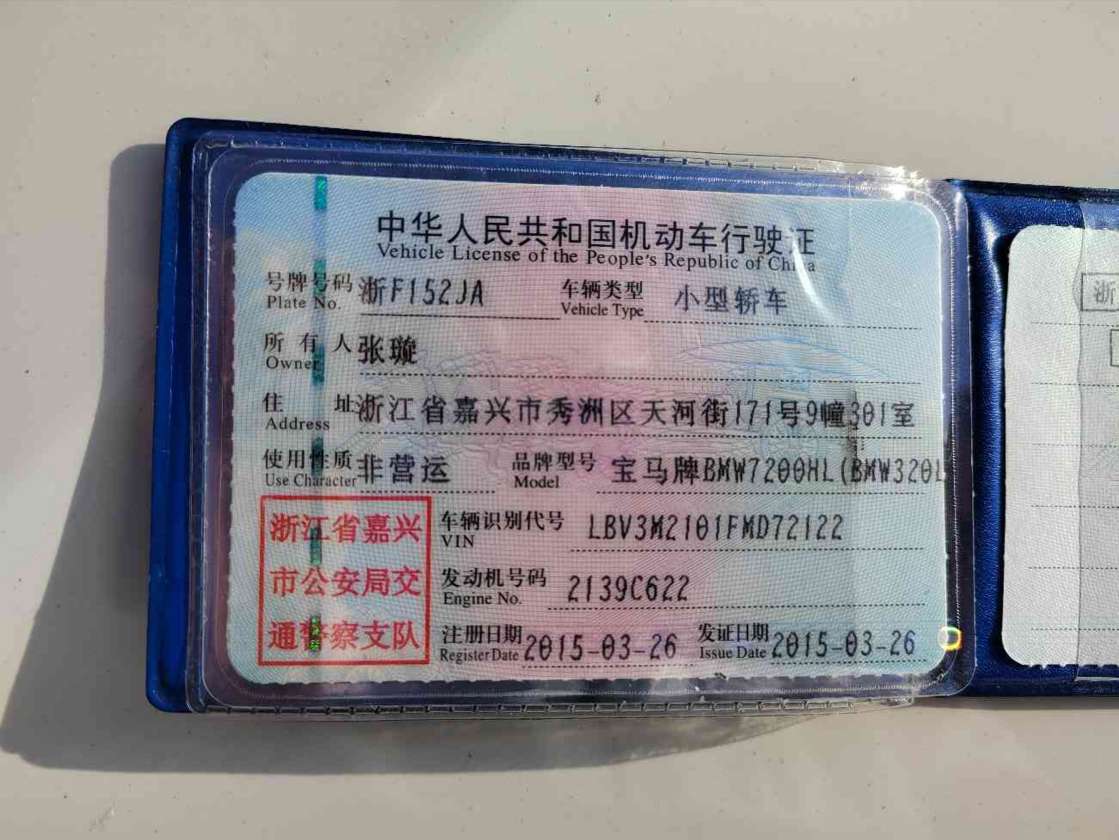 中华人民共和国机动车行驶证
Vehicle License of the People's Republic of China
号牌号码 浙F152JA 车辆类型 小型轿车
Plate No. Vehicle Type
所有人 张璇
Owner
住址 浙江省嘉兴市秀洲区天河街171号9幢301室
Address
使用性质 非营运 品牌型号 宝马牌BMW7200HL(BMW320L
Use Character Model
浙江省嘉兴 车辆识别代号 LBV3M2101FMD72122
VIN
市公安局交 发动机号码 2139C622
Engine No.
通警察支队 注册日期 2015-03-26 发证日期 2015-03-26
Register Date Issue Date
浙